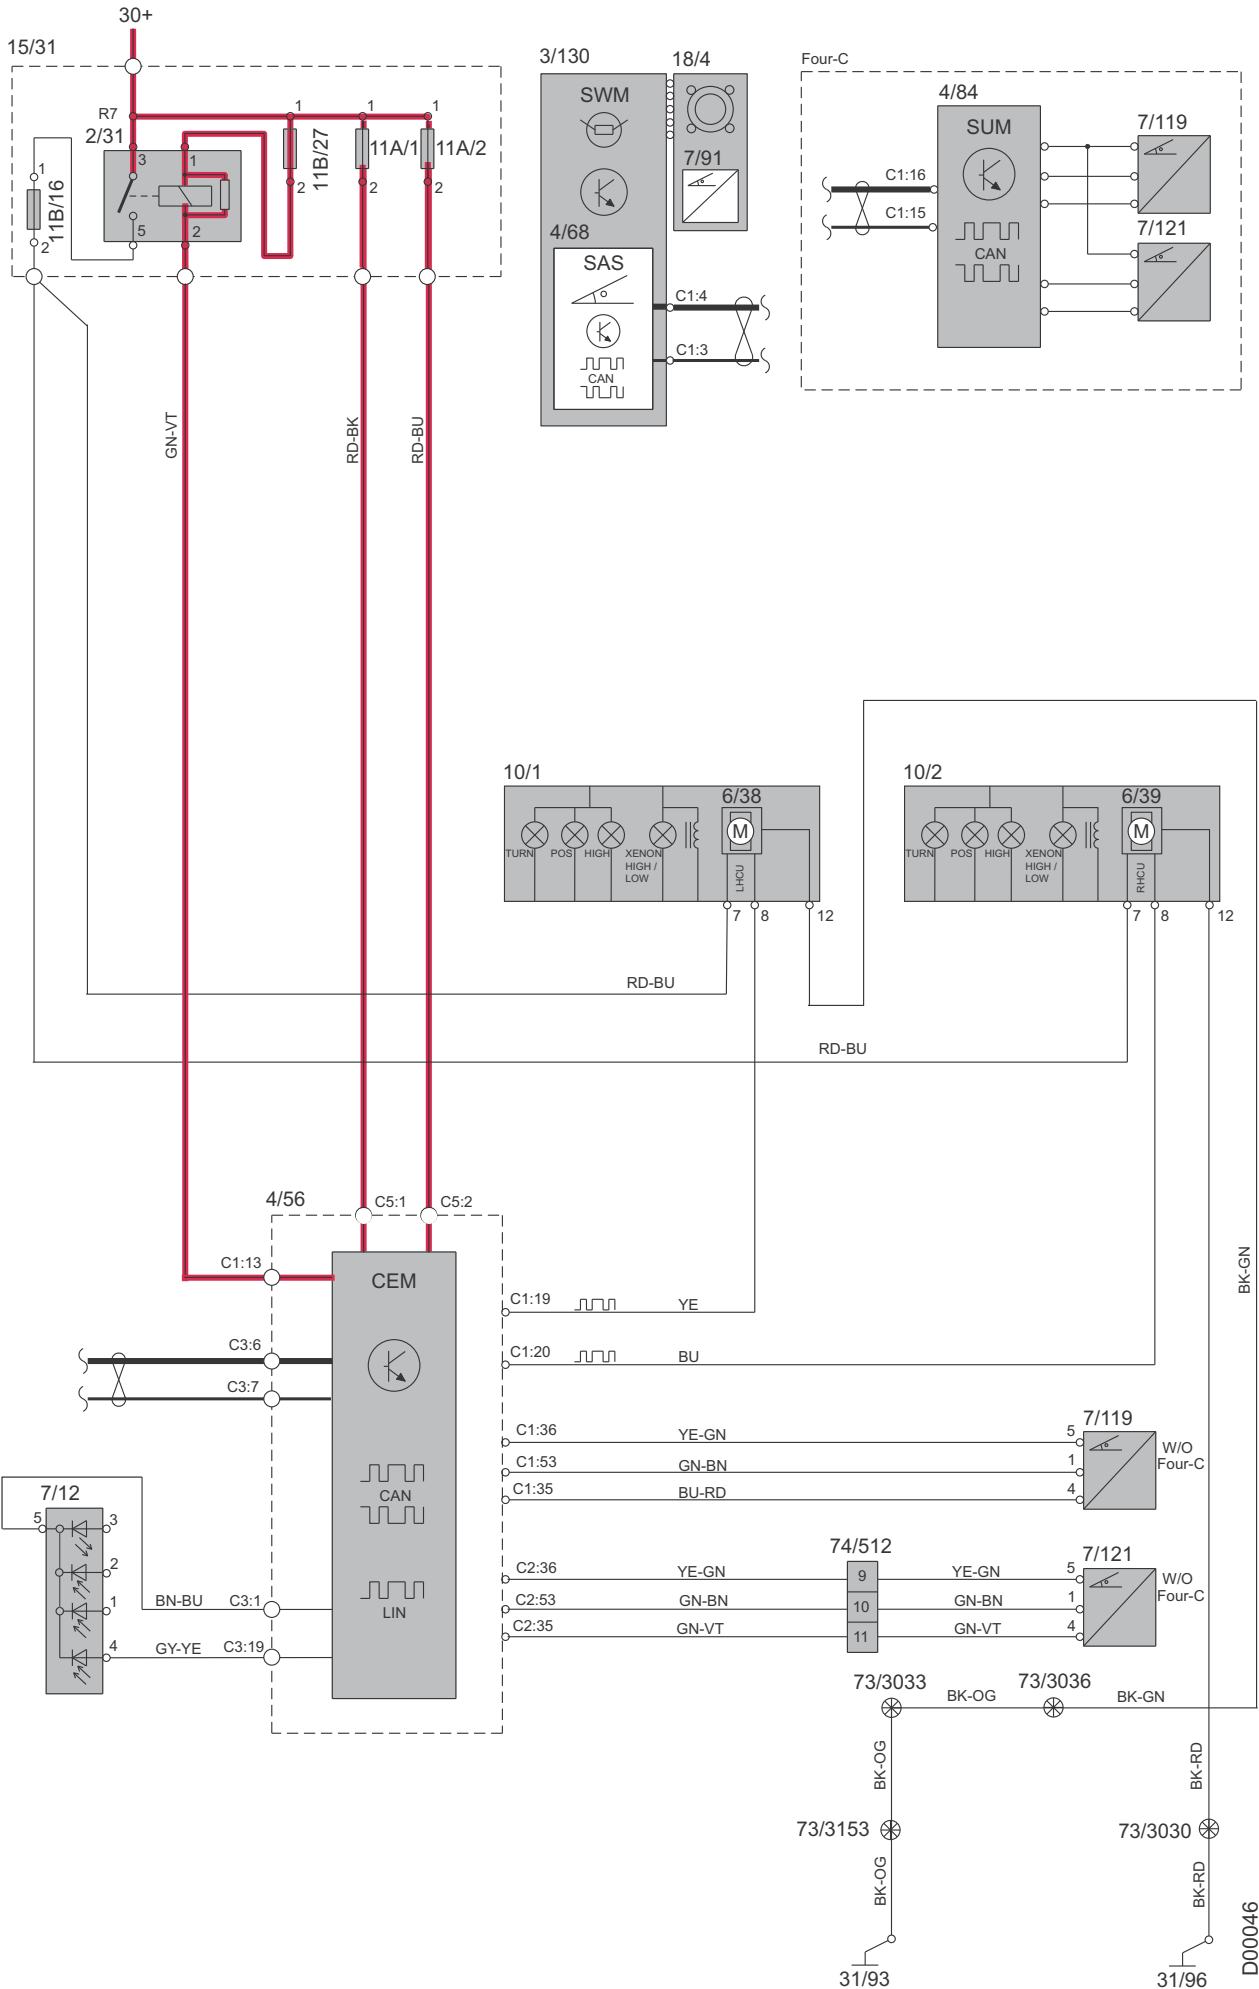 30+
15/31
R7
2/31
3
1
5
2
1
11B/16
2
1
11B/27
2
1
11A/1
2
1
11A/2
2
GN-VT
RD-BK
RD-BU
3/130
SWM
18/4
7/91
4/68
SAS
CAN
C1:4
C1:3
Four-C
4/84
SUM
CAN
C1:16
C1:15
7/119
7/121
10/1
TURN
POS
HIGH
XENON
HIGH /
LOW
6/38
M
LHCU
7
8
12
10/2
TURN
POS
HIGH
XENON
HIGH /
LOW
6/39
M
RHCU
7
8
12
RD-BU
RD-BU
4/56
C5:1
C5:2
C1:13
CEM
C3:6
C3:7
CAN
LIN
C1:19
YE
C1:20
BU
BK-GN
C1:36
YE-GN
5
C1:53
GN-BN
1
C1:35
BU-RD
4
7/119
W/O
Four-C
7/12
5
3
2
1
4
BN-BU
C3:1
GY-YE
C3:19
74/512
C2:36
YE-GN
9
YE-GN
5
C2:53
GN-BN
10
GN-BN
1
C2:35
GN-VT
11
GN-VT
4
7/121
W/O
Four-C
73/3033
BK-OG
73/3036
BK-GN
BK-OG
BK-RD
73/3153
73/3030
BK-OG
BK-RD
31/93
31/96
D00046